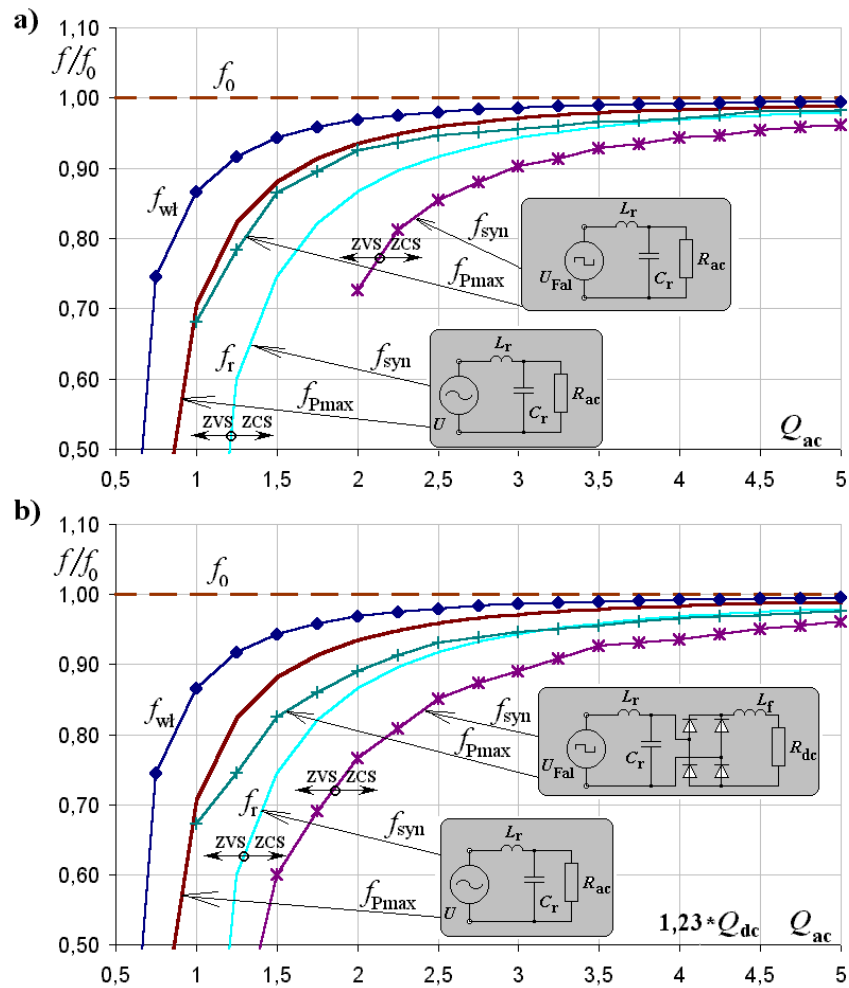 a)
f/f0
1,10
1,00
0,90
0,80
0,70
0,60
0,50
f0
fwł
fPmax
fr
fsyn
fPmax
fsyn
ZVS ZCS
ZVS ZCS
Lr
UFal
Cr
Rac
Lr
U
Cr
Rac
Qac
0,5 1 1,5 2 2,5 3 3,5 4 4,5 5
b)
f/f0
1,10
1,00
0,90
0,80
0,70
0,60
0,50
f0
fwł
fsyn
fPmax
fr
fsyn
fPmax
ZVS ZCS
ZVS ZCS
Lr
Lf
UFal
Cr
Rdc
Lr
U
Cr
Rac
1,23*Qdc Qac
0,5 1 1,5 2 2,5 3 3,5 4 4,5 5